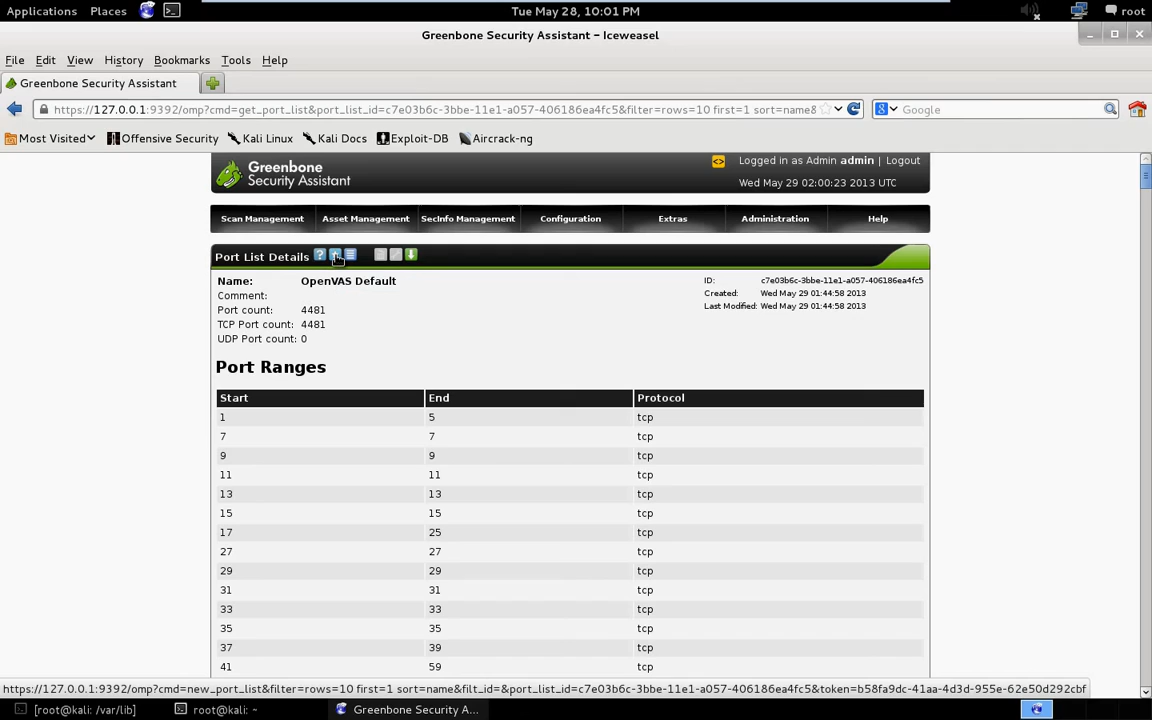 Applications Places Tue May 28, 10:01 PM root
Greenbone Security Assistant - Iceweasel
File Edit View History Bookmarks Tools Help
Greenbone Security Assistant
https://127.0.0.1:9392/omp?cmd=get_port_list&port_list_id=c7e03b6c-3bbe-11e1-a057-406186ea4fc5&filter=rows=10 first=1 sort=name& Google
Most Visited Offensive Security Kali Linux Kali Docs Exploit-DB Aircrack-ng
Greenbone
Security Assistant
Logged in as Admin admin | Logout
Wed May 29 02:00:23 2013 UTC
Scan Management Asset Management SecInfo Management Configuration Extras Administration Help
Port List Details
Name: OpenVAS Default ID: c7e03b6c-3bbe-11e1-a057-406186ea4fc5
Comment: Created: Wed May 29 01:44:58 2013
Port count: 4481 Last Modified: Wed May 29 01:44:58 2013
TCP Port count: 4481
UDP Port count: 0
Port Ranges
Start End Protocol
1 5 tcp
7 7 tcp
9 9 tcp
11 11 tcp
13 13 tcp
15 15 tcp
17 25 tcp
27 27 tcp
29 29 tcp
31 31 tcp
33 33 tcp
35 35 tcp
37 39 tcp
41 59 tcp
https://127.0.0.1:9392/omp?cmd=new_port_list&filter=rows=10 first=1 sort=name&filt_id=&port_list_id=c7e03b6c-3bbe-11e1-a057-406186ea4fc5&token=b58fa9dc-41aa-4d3d-955e-62e50d292cbf
[root@kali: /var/lib] root@kali: ~ Greenbone Security A...